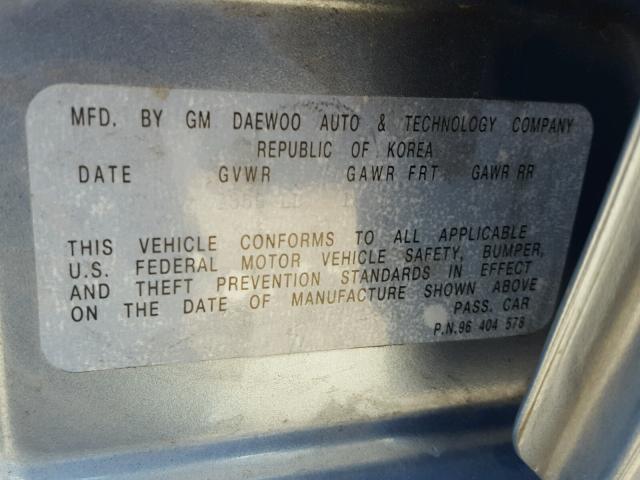 MFD. BY GM DAEWOO AUTO & TECHNOLOGY COMPANY
REPUBLIC OF KOREA
DATE GVWR GAWR FRT GAWR RR
THIS VEHICLE CONFORMS TO ALL APPLICABLE
U.S. FEDERAL MOTOR VEHICLE SAFETY, BUMPER,
AND THEFT PREVENTION STANDARDS IN EFFECT
ON THE DATE OF MANUFACTURE SHOWN ABOVE
PASS. CAR
P.N.96 404 578